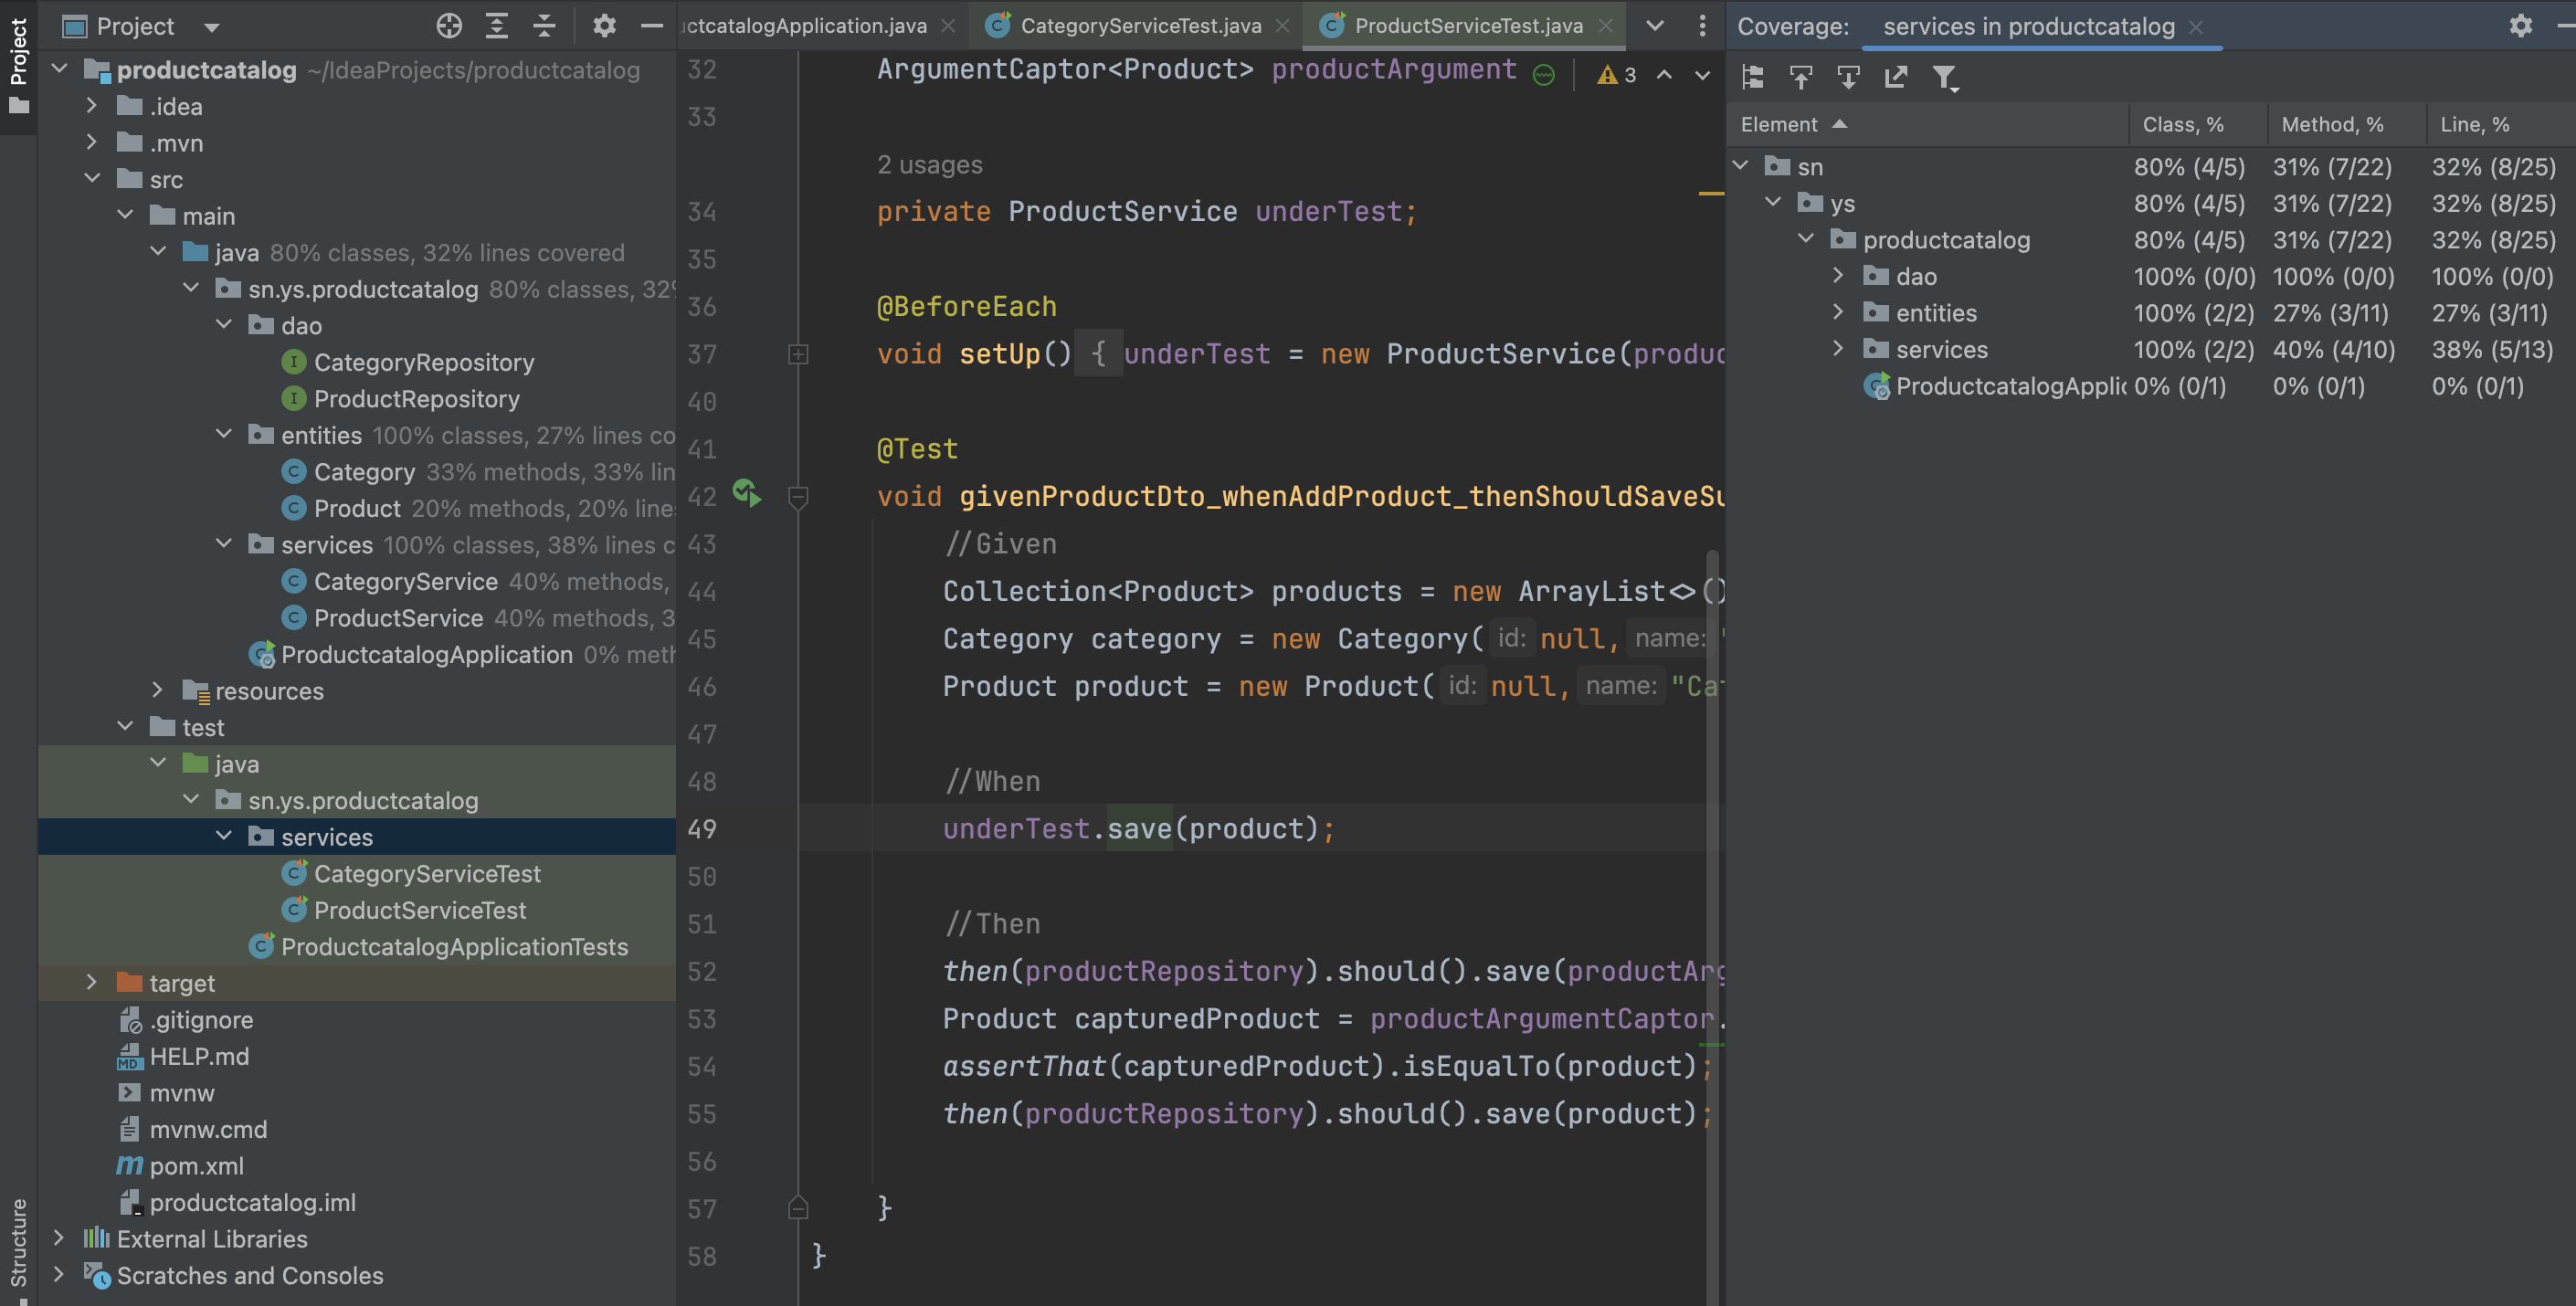 Project
Structure
Project
productcatalog ~/IdeaProjects/productcatalog
.idea
.mvn
src
main
java 80% classes, 32% lines covered
sn.ys.productcatalog 80% classes, 32%
dao
CategoryRepository
ProductRepository
entities 100% classes, 27% lines co
Category 33% methods, 33% lin
Product 20% methods, 20% line
services 100% classes, 38% lines c
CategoryService 40% methods,
ProductService 40% methods, 3
ProductcatalogApplication 0% meth
resources
test
java
sn.ys.productcatalog
services
CategoryServiceTest
ProductServiceTest
ProductcatalogApplicationTests
target
.gitignore
HELP.md
mvnw
mvnw.cmd
pom.xml
productcatalog.iml
External Libraries
Scratches and Consoles
uctcatalogApplication.java CategoryServiceTest.java ProductServiceTest.java
32 ArgumentCaptor<Product> productArgument 3
33
2 usages
34 private ProductService underTest;
35
36 @BeforeEach
37 void setUp() { underTest = new ProductService(produc
40
41 @Test
42 void givenProductDto_whenAddProduct_thenShouldSaveSu
43 //Given
44 Collection<Product> products = new ArrayList<>()
45 Category category = new Category( id: null, name: "
46 Product product = new Product( id: null, name: "Cat
47
48 //When
49 underTest.save(product);
50
51 //Then
52 then(productRepository).should().save(productArg
53 Product capturedProduct = productArgumentCaptor.
54 assertThat(capturedProduct).isEqualTo(product);
55 then(productRepository).should().save(product);
56
57 }
58 }
Coverage: services in productcatalog
Element Class, % Method, % Line, %
sn 80% (4/5) 31% (7/22) 32% (8/25)
ys 80% (4/5) 31% (7/22) 32% (8/25)
productcatalog 80% (4/5) 31% (7/22) 32% (8/25)
dao 100% (0/0) 100% (0/0) 100% (0/0)
entities 100% (2/2) 27% (3/11) 27% (3/11)
services 100% (2/2) 40% (4/10) 38% (5/13)
ProductcatalogApplic 0% (0/1) 0% (0/1) 0% (0/1)